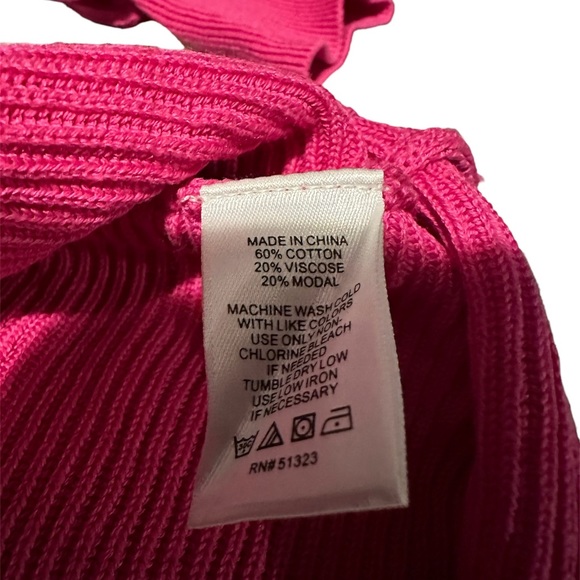 MADE IN CHINA
60% COTTON
20% VISCOSE
20% MODAL
MACHINE WASH COLD
WITH LIKE COLORS
USE ONLY NON-
CHLORINE BLEACH
IF NEEDED
TUMBLE DRY LOW
USE LOW IRON
IF NECESSARY
RN# 51323